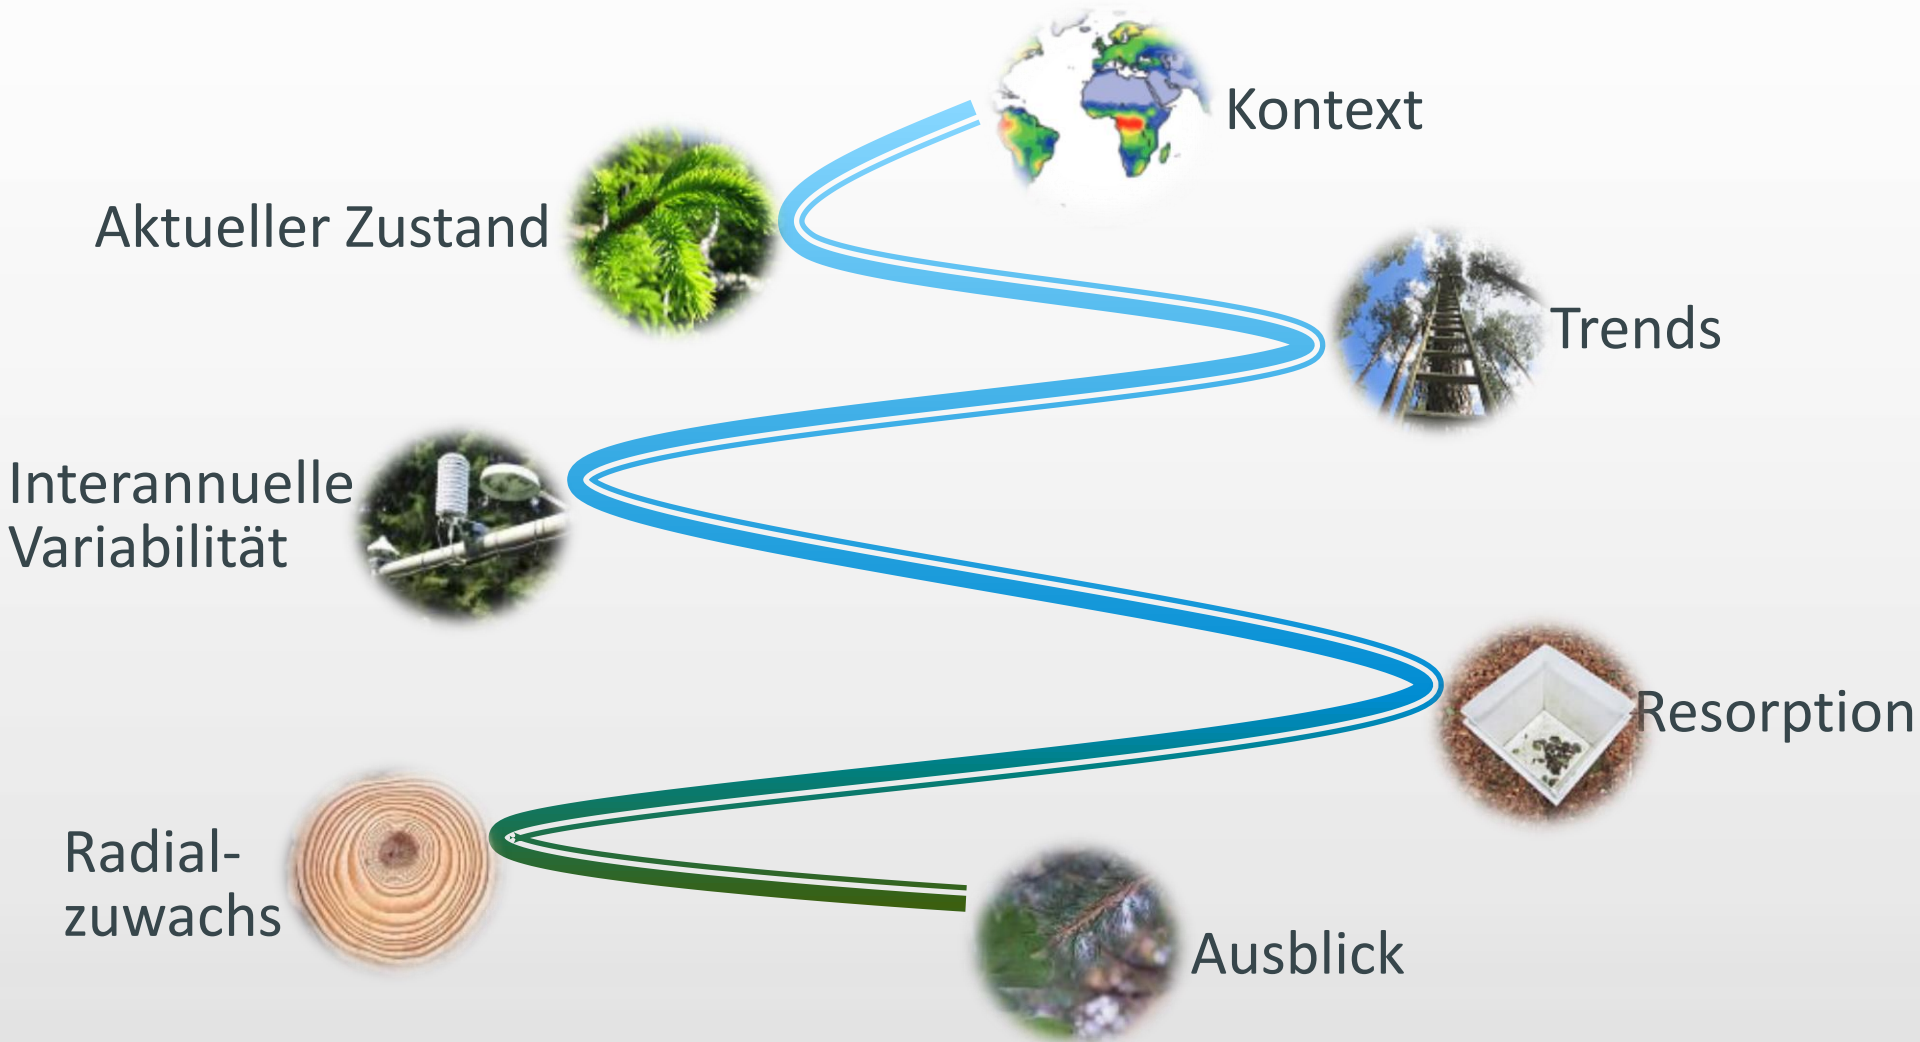 Kontext
Aktueller Zustand
Trends
Interannuelle
Variabilität
Resorption
Radial-
zuwachs
Ausblick